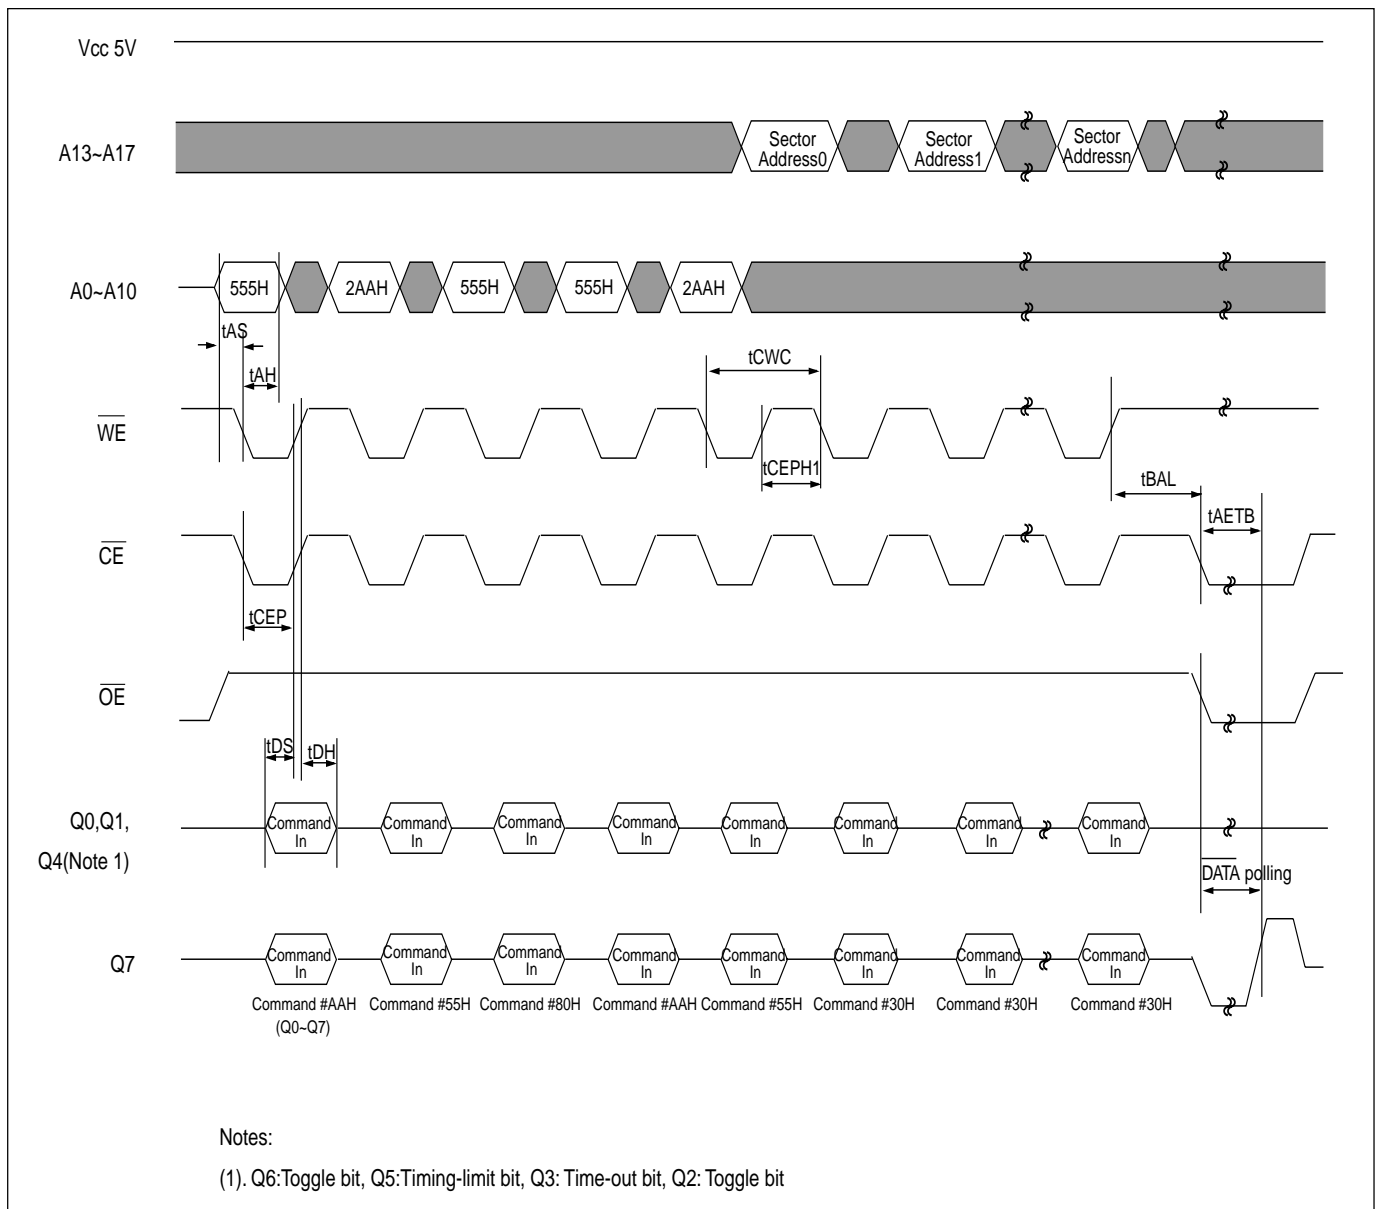 Vcc 5V
A13~A17
Sector
Address0
Sector
Address1
Sector
Addressn
A0~A10
555H
2AAH
555H
555H
2AAH
tAS
tAH
tCWC
WE
tCEPH1
tBAL
tAETB
CE
tCEP
OE
tDS
tDH
Q0,Q1,
Q4(Note 1)
Command
In
Command
In
Command
In
Command
In
Command
In
Command
In
Command
In
Command
In
DATA polling
Q7
Command
In
Command
In
Command
In
Command
In
Command
In
Command
In
Command
In
Command
In
Command #AAH
(Q0~Q7)
Command #55H
Command #80H
Command #AAH
Command #55H
Command #30H
Command #30H
Command #30H
Notes:
(1). Q6:Toggle bit, Q5:Timing-limit bit, Q3: Time-out bit, Q2: Toggle bit